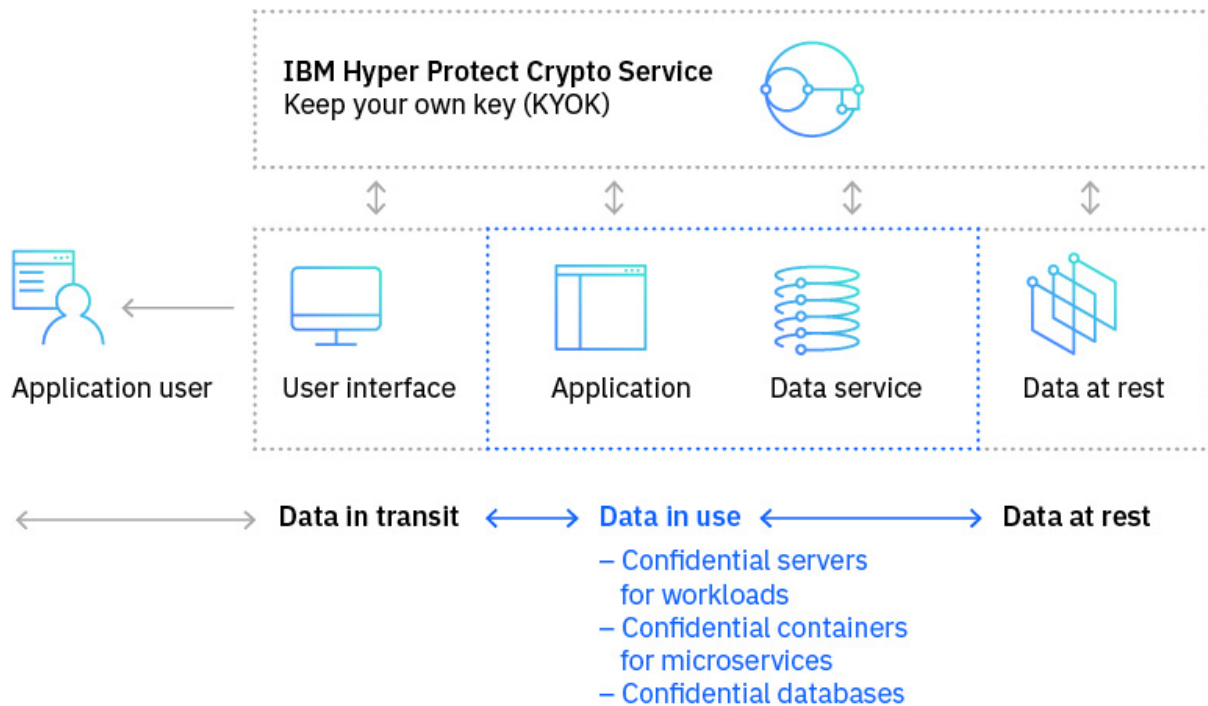 IBM Hyper Protect Crypto Service
Keep your own key (KYOK)
Application user
User interface
Application
Data service
Data at rest
Data in transit
Data in use
Data at rest
– Confidential servers
for workloads
– Confidential containers
for microservices
– Confidential databases